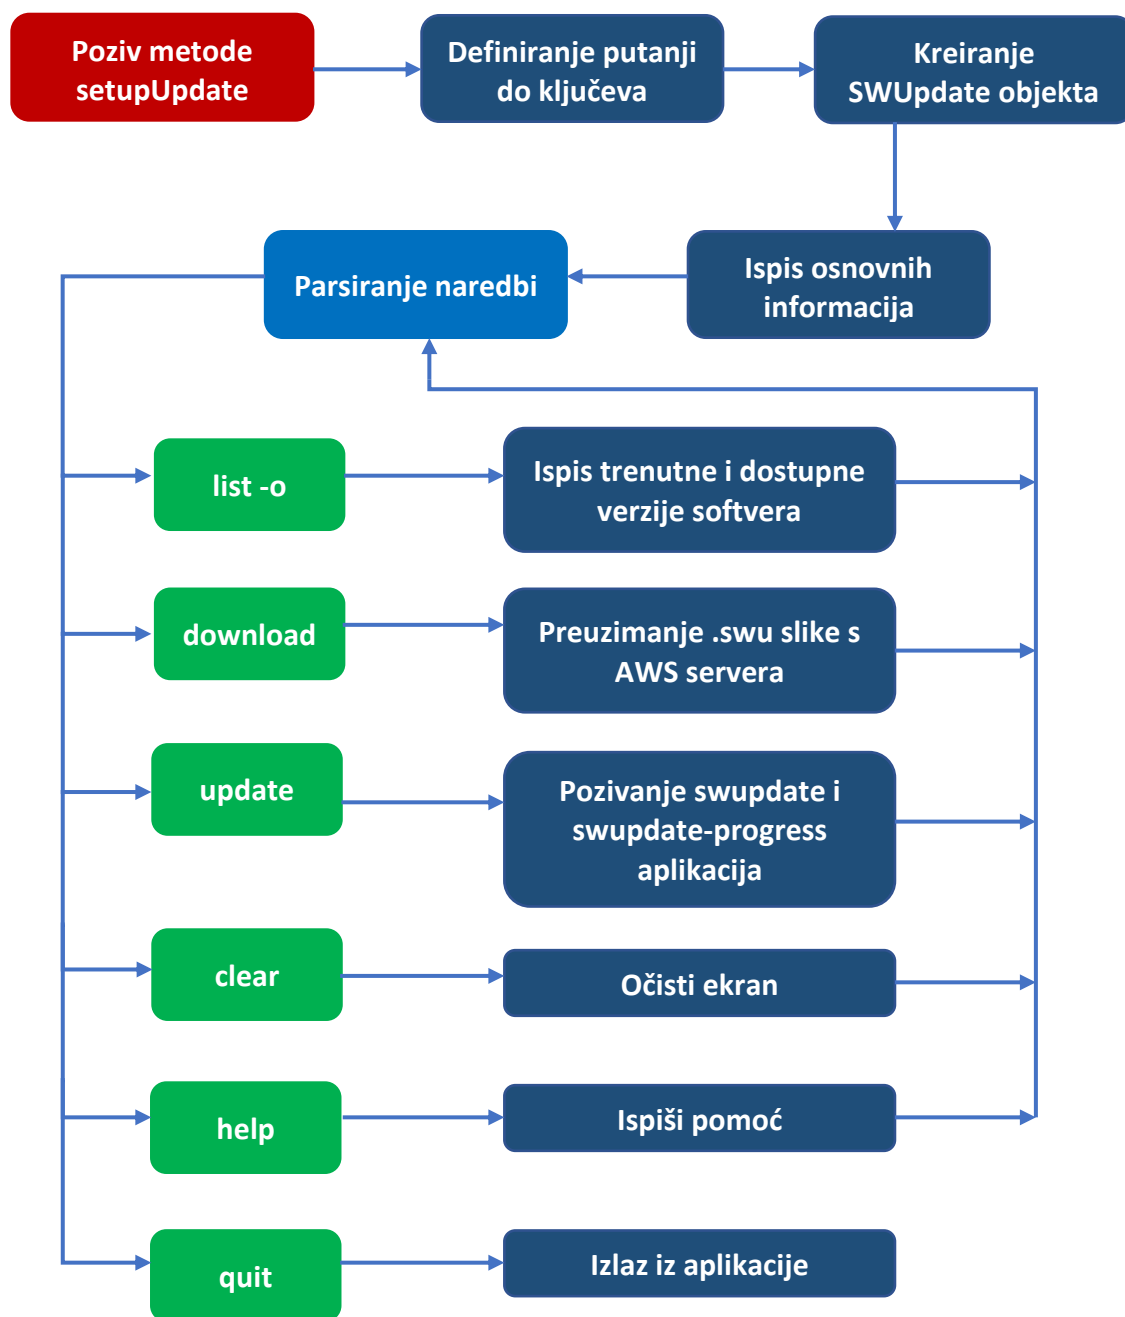 Poziv metode
setupUpdate
Definiranje putanji
do ključeva
Kreiranje
SWUpdate objekta
Ispis osnovnih
informacija
Parsiranje naredbi
list -o
Ispis trenutne i dostupne
verzije softvera
download
Preuzimanje .swu slike s
AWS servera
update
Pozivanje swupdate i
swupdate-progress
aplikacija
clear
Očisti ekran
help
Ispiši pomoć
quit
Izlaz iz aplikacije